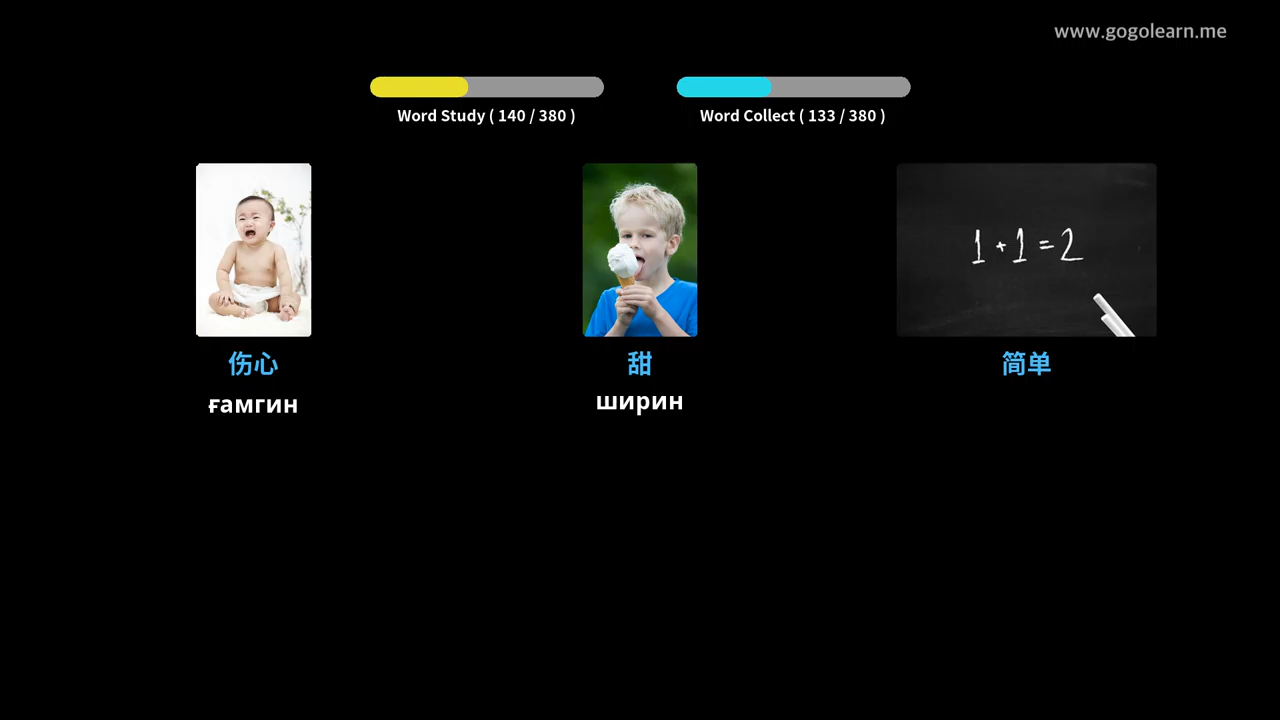 www.gogolearn.me
Word Study ( 140 / 380 )
Word Collect ( 133 / 380 )
1 + 1 = 2
伤心
甜
简单
ғамгин
ширин